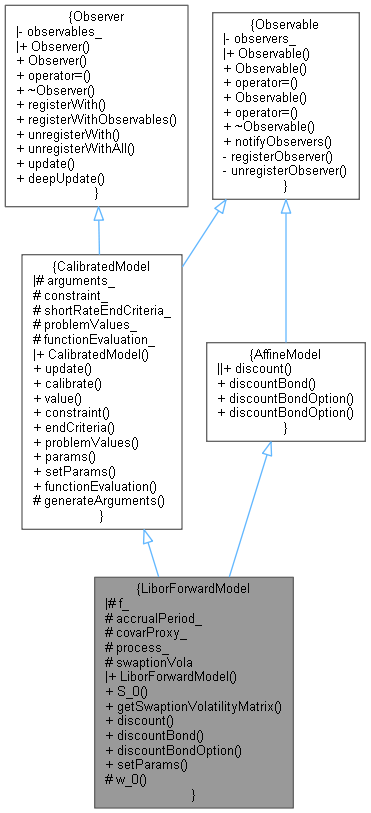 {Observer
|- observables_
|+ Observer()
+ Observer()
+ operator=()
+ ~Observer()
+ registerWith()
+ registerWithObservables()
+ unregisterWith()
+ unregisterWithAll()
+ update()
+ deepUpdate()
}
{Observable
|- observers_
|+ Observable()
+ Observable()
+ operator=()
+ Observable()
+ operator=()
+ ~Observable()
+ notifyObservers()
- registerObserver()
- unregisterObserver()
}
{CalibratedModel
|# arguments_
# constraint_
# shortRateEndCriteria_
# problemValues_
# functionEvaluation_
|+ CalibratedModel()
+ update()
+ calibrate()
+ value()
+ constraint()
+ endCriteria()
+ problemValues()
+ params()
+ setParams()
+ functionEvaluation()
# generateArguments()
}
{AffineModel
||+ discount()
+ discountBond()
+ discountBondOption()
+ discountBondOption()
}
{LiborForwardModel
|# f_
# accrualPeriod_
# covarProxy_
# process_
# swaptionVola
|+ LiborForwardModel()
+ S_0()
+ getSwaptionVolatilityMatrix()
+ discount()
+ discountBond()
+ discountBondOption()
+ setParams()
# w_0()
}